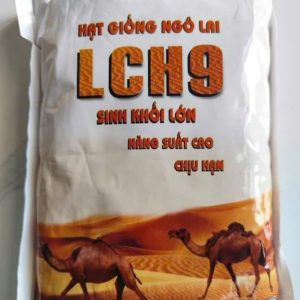 HẠT GIỐNG NGÔ LAI
LCH9
SINH KHỐI LỚN
NĂNG SUẤT CAO
CHỊU HẠN